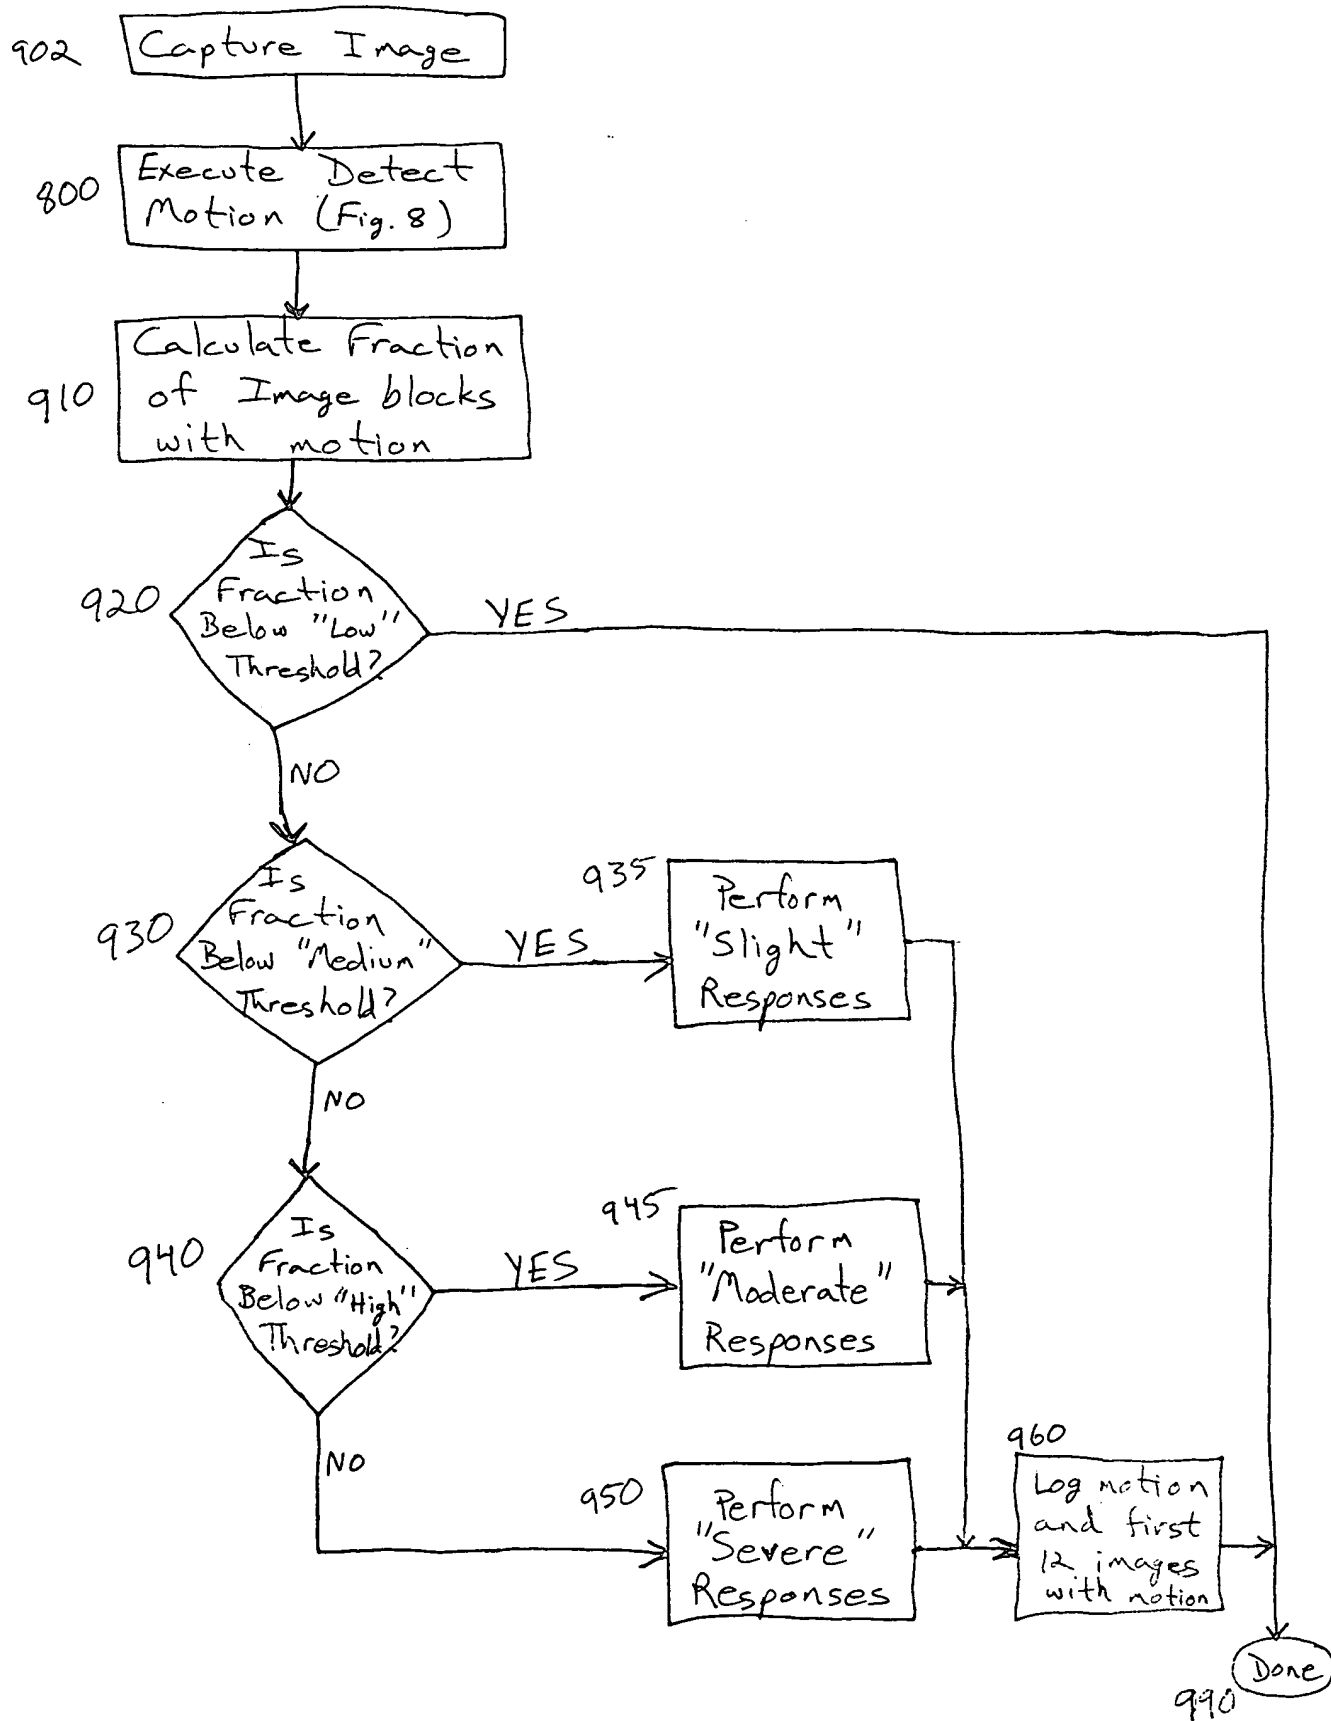 902
Capture Image
800
Execute Detect
Motion (Fig. 8)
910
Calculate Fraction
of Image blocks
with motion
920
Is
Fraction
Below "Low"
Threshold?
YES
NO
930
Is
Fraction
Below "Medium"
Threshold?
YES
935
Perform
"Slight"
Responses
NO
940
Is
Fraction
Below "High"
Threshold?
YES
945
Perform
"Moderate"
Responses
NO
950
Perform
"Severe"
Responses
960
Log motion
and first
12 images
with motion
Done
990